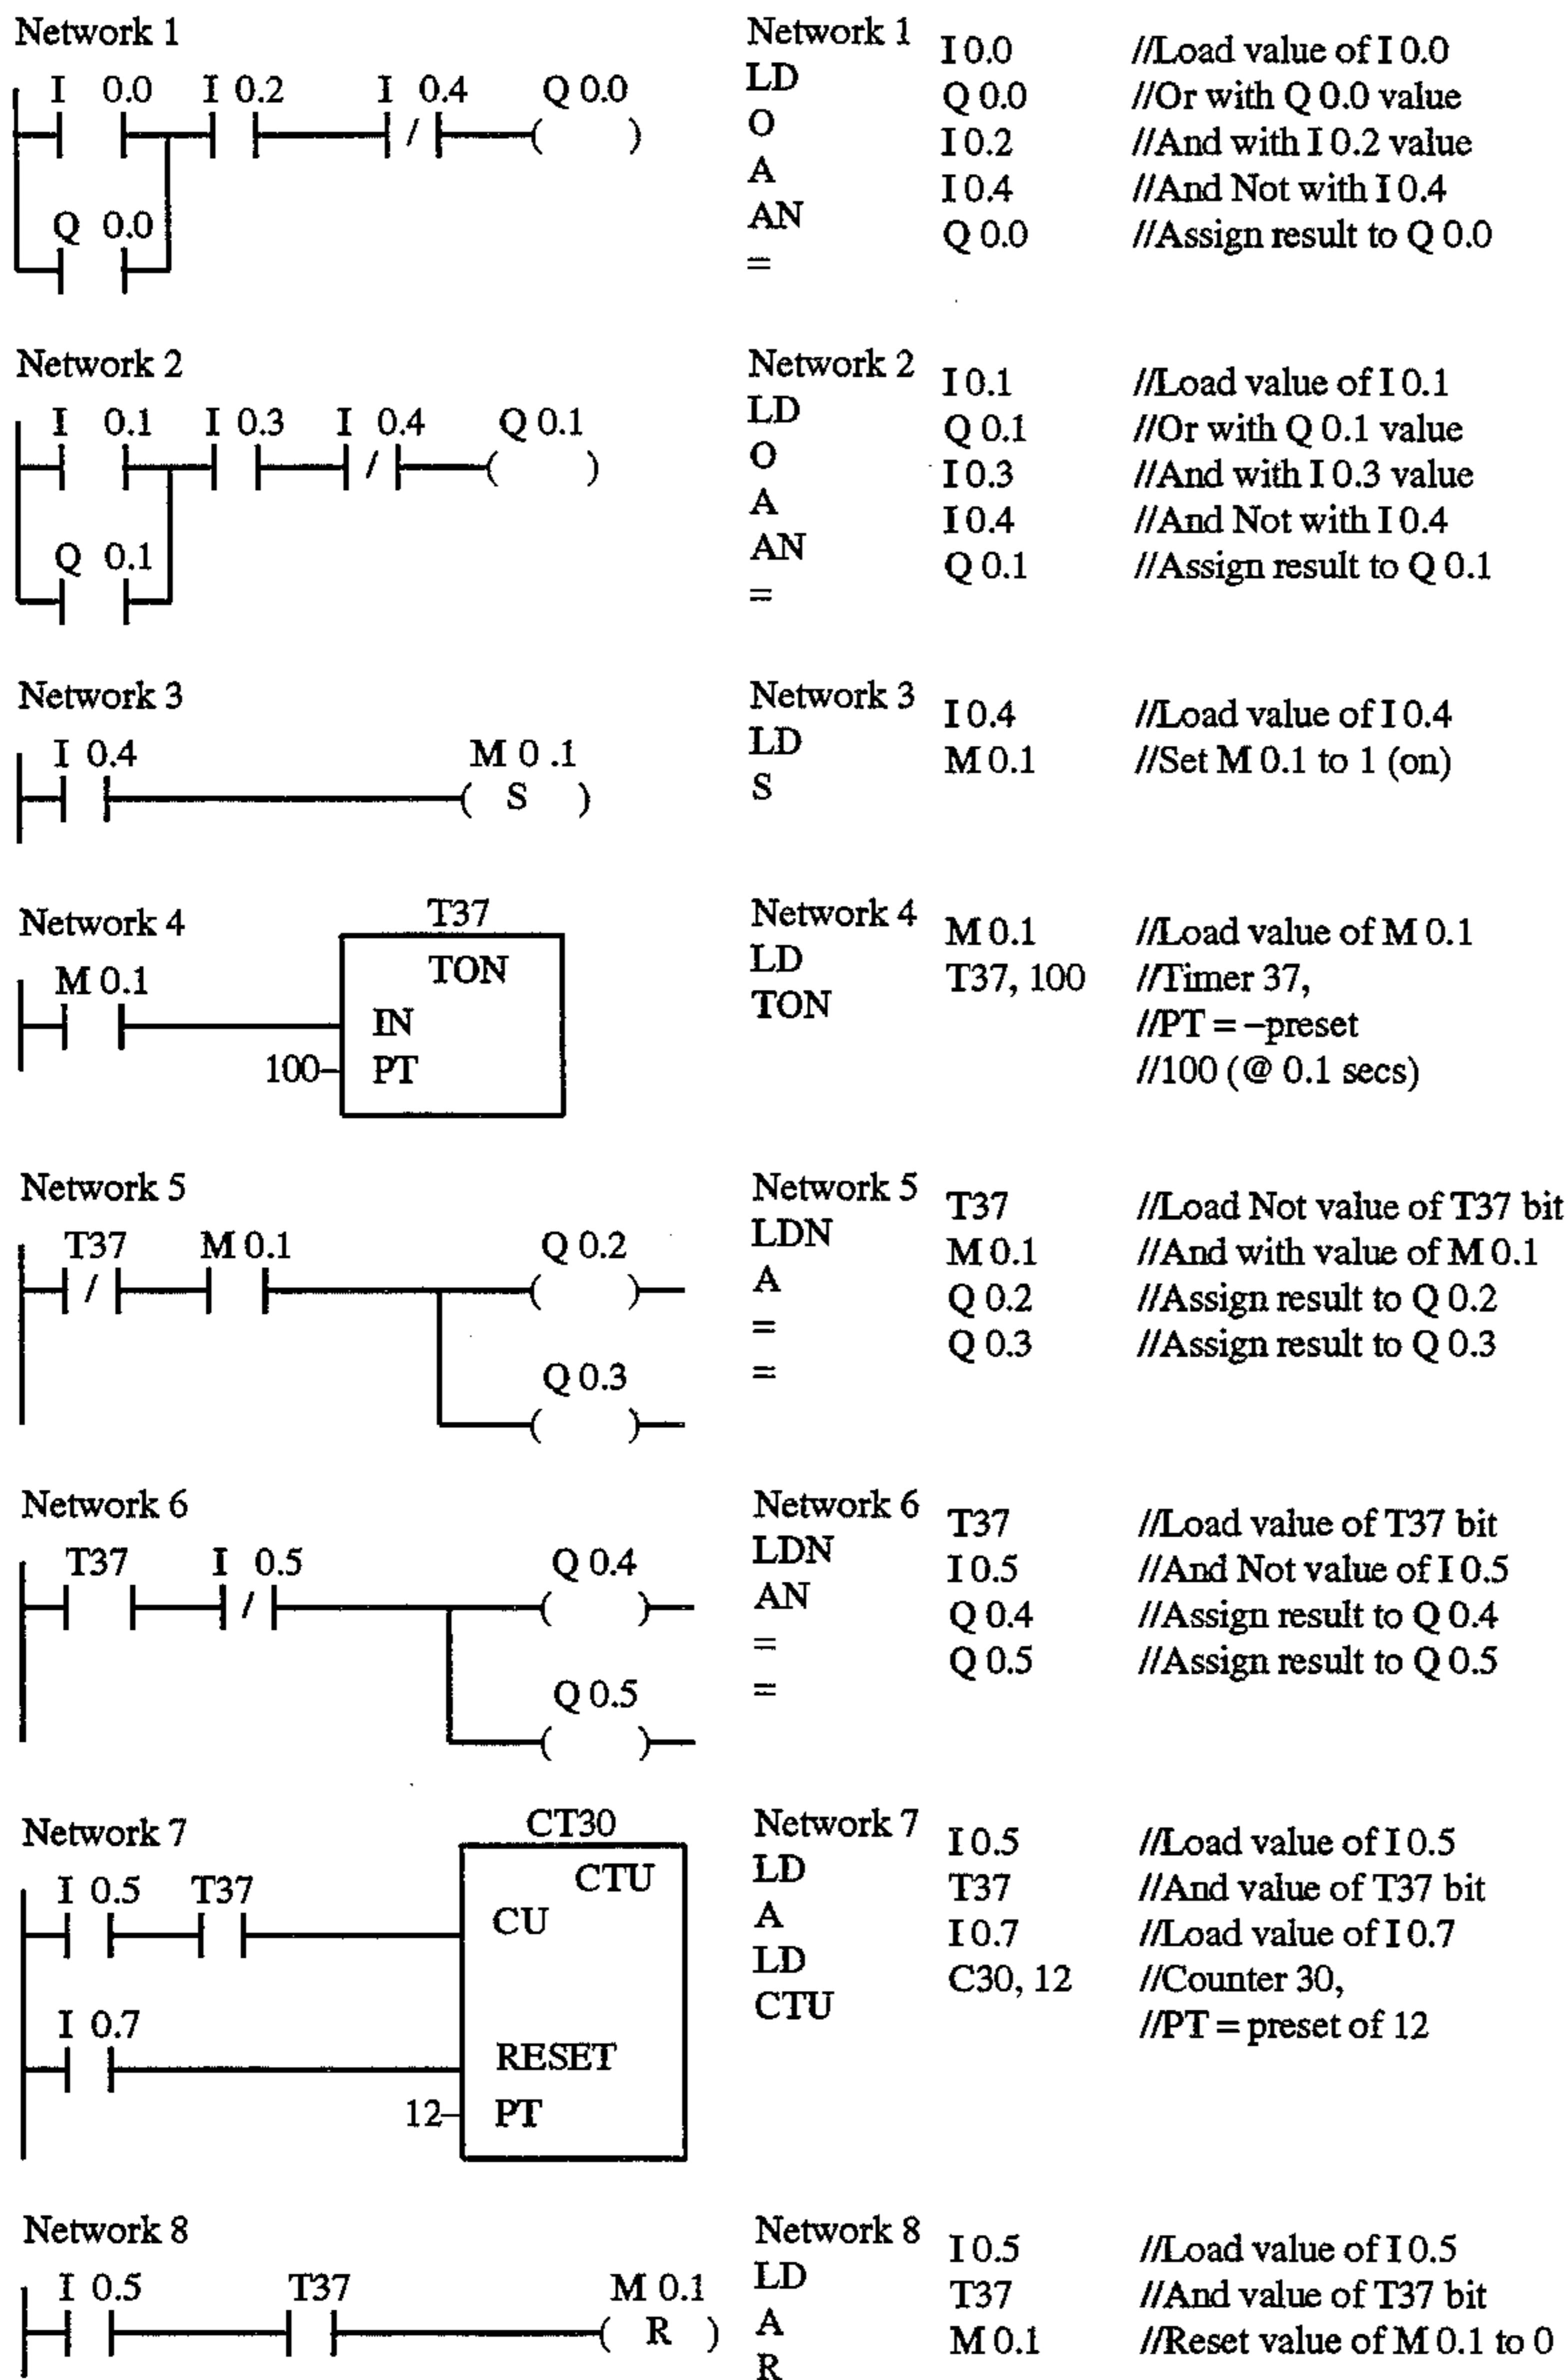 Network 1
I 0.0 I 0.2 I 0.4 Q 0.0
/ ( )
Q 0.0
Network 1
LD I 0.0 //Load value of I 0.0
O Q 0.0 //Or with Q 0.0 value
A I 0.2 //And with I 0.2 value
AN I 0.4 //And Not with I 0.4
= Q 0.0 //Assign result to Q 0.0
Network 2
I 0.1 I 0.3 I 0.4 Q 0.1
/ ( )
Q 0.1
Network 2
LD I 0.1 //Load value of I 0.1
O Q 0.1 //Or with Q 0.1 value
A I 0.3 //And with I 0.3 value
AN I 0.4 //And Not with I 0.4
= Q 0.1 //Assign result to Q 0.1
Network 3
I 0.4 M 0 .1
( S )
Network 3
LD I 0.4 //Load value of I 0.4
S M 0.1 //Set M 0.1 to 1 (on)
Network 4
T37
TON
M 0.1
IN
100 PT
Network 4
LD M 0.1 //Load value of M 0.1
TON T37, 100 //Timer 37,
//PT = –preset
//100 (@ 0.1 secs)
Network 5
T37 M 0.1 Q 0.2
/ ( )
Q 0.3
( )
Network 5
LDN T37 //Load Not value of T37 bit
A M 0.1 //And with value of M 0.1
= Q 0.2 //Assign result to Q 0.2
= Q 0.3 //Assign result to Q 0.3
Network 6
T37 I 0.5 Q 0.4
/ ( )
Q 0.5
( )
Network 6
LDN T37 //Load value of T37 bit
AN I 0.5 //And Not value of I 0.5
= Q 0.4 //Assign result to Q 0.4
= Q 0.5 //Assign result to Q 0.5
Network 7
CT30
CTU
I 0.5 T37
CU
I 0.7
RESET
12 PT
Network 7
LD I 0.5 //Load value of I 0.5
A T37 //And value of T37 bit
LD I 0.7 //Load value of I 0.7
CTU C30, 12 //Counter 30,
//PT = preset of 12
Network 8
I 0.5 T37 M 0.1
( R )
Network 8
LD I 0.5 //Load value of I 0.5
A T37 //And value of T37 bit
R M 0.1 //Reset value of M 0.1 to 0